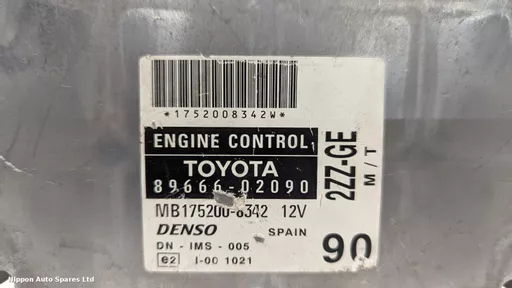 *1752008342W*
ENGINE CONTROL
TOYOTA
89666-02090
MB175200-8342 12V
DENSO SPAIN
DN - IMS - 005
e2 I-00 1021
90
2ZZ-GE
M/T
Nippon Auto Spares Ltd